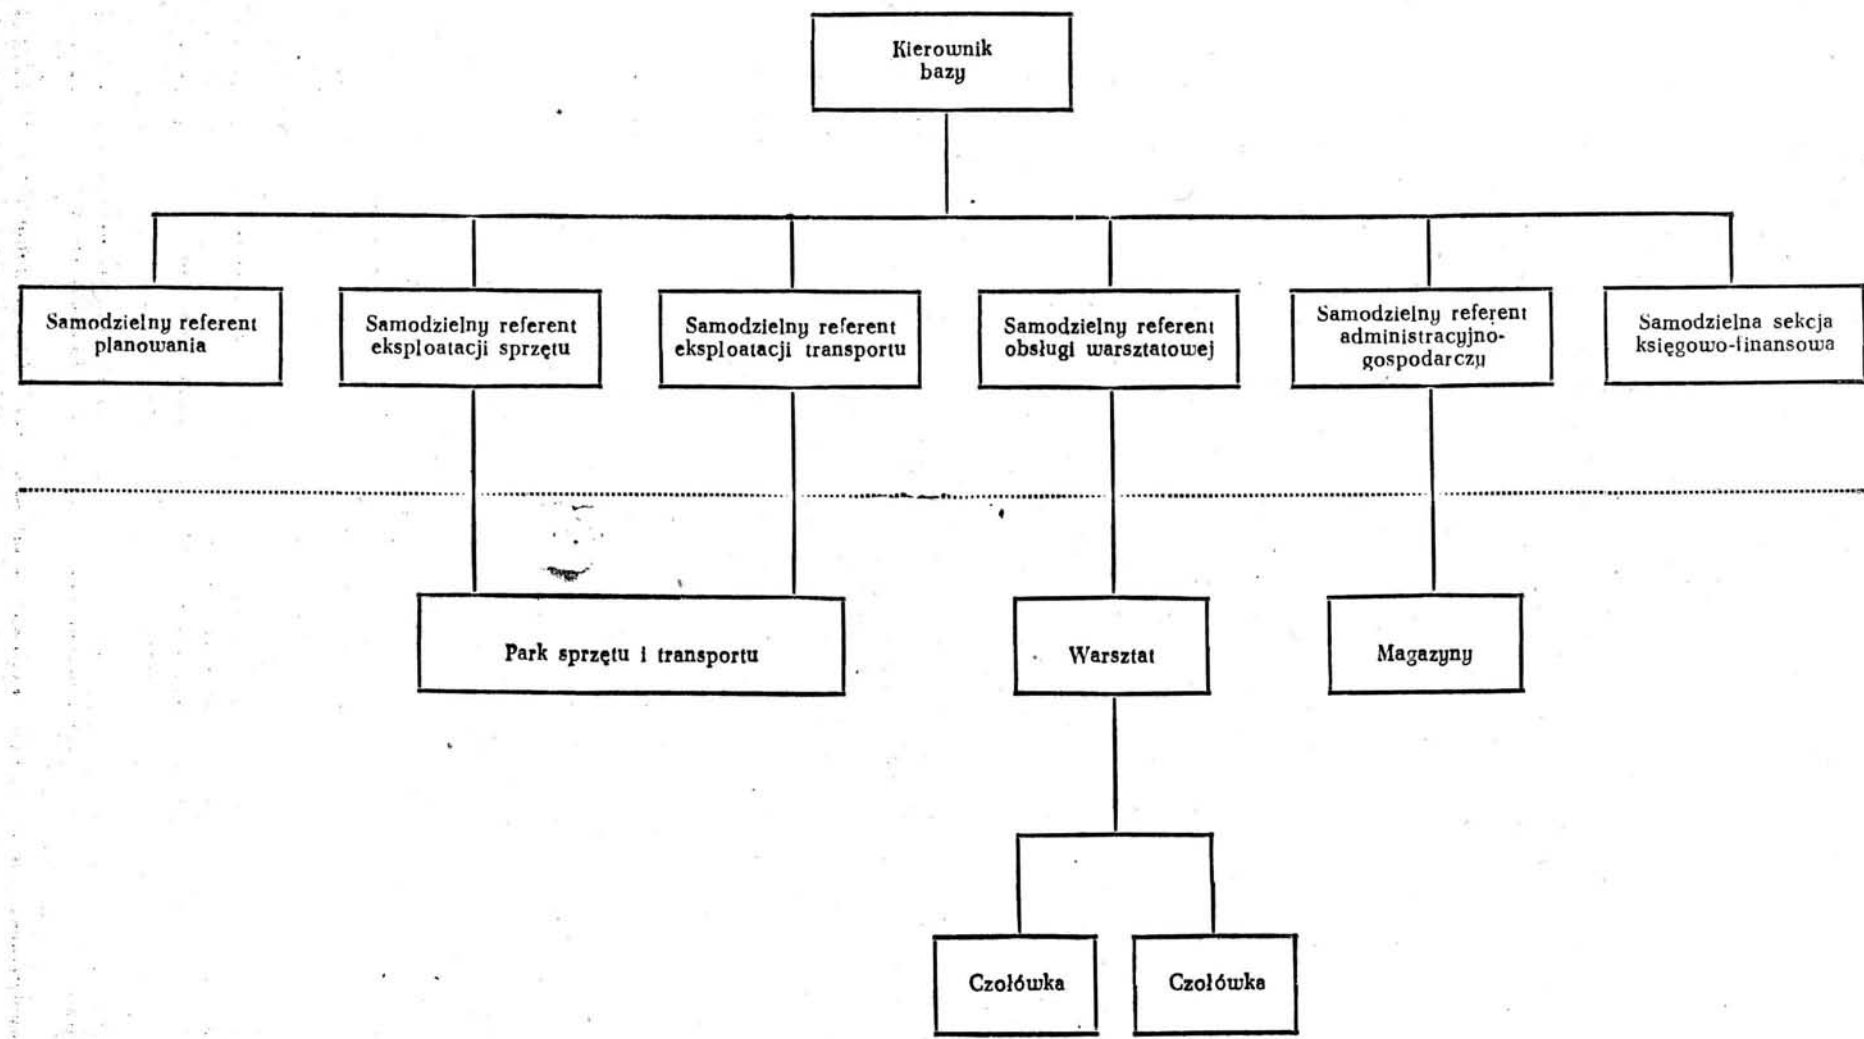 Kierownik
bazy
Samodzielny referent
planowania
Samodzielny referent
eksploatacji sprzętu
Samodzielny referent
eksploatacji transportu
Samodzielny referent
obsługi warsztatowej
Samodzielny referent
administracyjno-
gospodarczy
Samodzielna sekcja
księgowo-finansowa
Park sprzętu i transportu
Warsztat
Magazyny
Czołówka
Czołówka